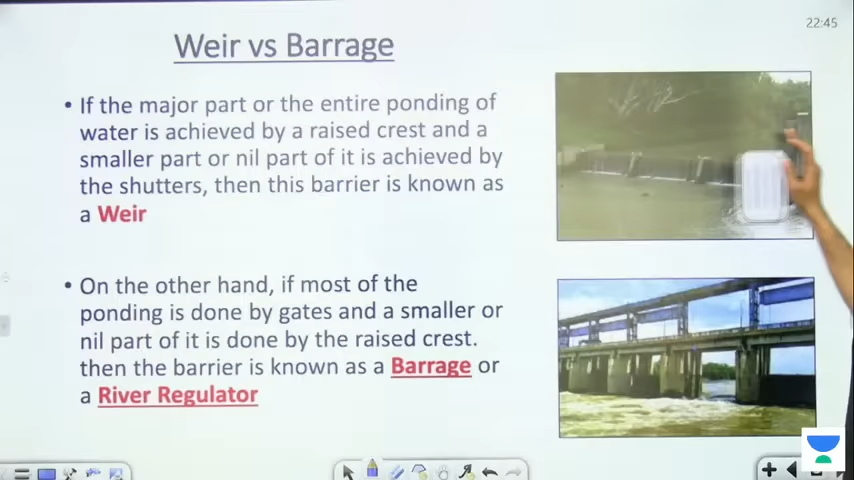 22:45
Weir vs Barrage
• If the major part or the entire ponding of
water is achieved by a raised crest and a
smaller part or nil part of it is achieved by
the shutters, then this barrier is known as
a Weir
• On the other hand, if most of the
ponding is done by gates and a smaller or
nil part of it is done by the raised crest.
then the barrier is known as a Barrage or
a River Regulator